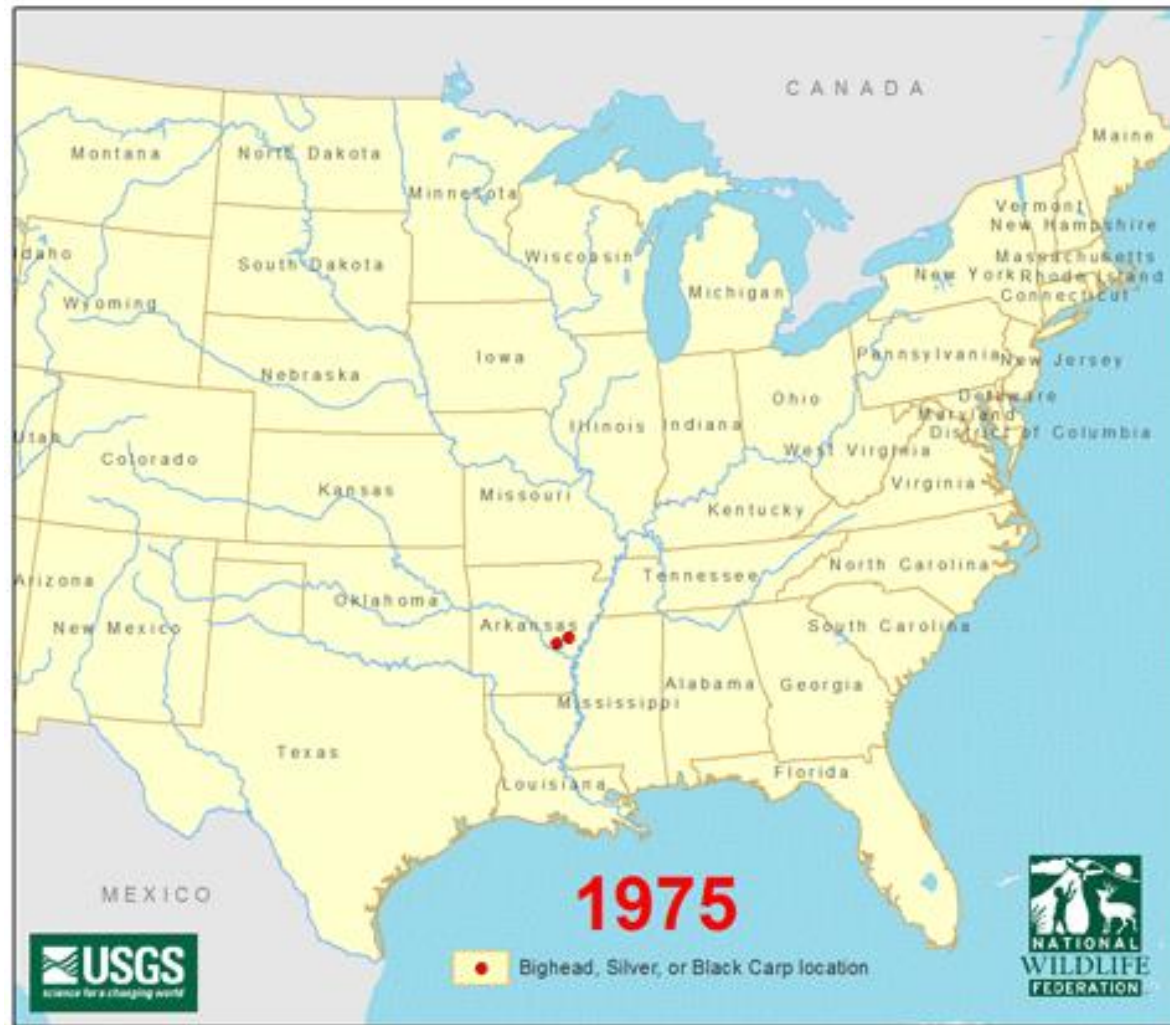 CANADA
Maine
Montana
North Dakota
Minnesota
Vermont
New Hampshire
Idaho
South Dakota
Wisconsin
Massachusetts
New York
Rhode Island
Michigan
Connecticut
Wyoming
Iowa
Pannsylvania
New Jersey
Nebraska
Ohio
Delaware
Maryland
Illinois
Indiana
District of Columbia
Utah
Colorado
West Virginia
Kansas
Missouri
Virginia
Kentucky
North Carolina
Arizona
Tennessee
Oklahoma
New Mexico
Arkansas
South Carolina
Alabama
Georgia
Mississippi
Texas
Florida
Louisiana
MEXICO
1975
Bighead, Silver, or Black Carp location
USGS
science for a changing world
NATIONAL
WILDLIFE
FEDERATION